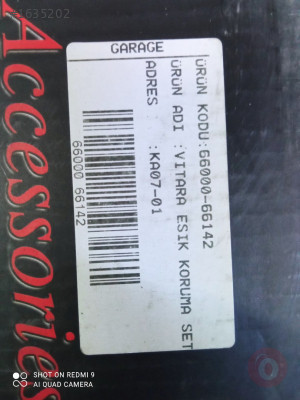 635202
GARAGE
ÜRÜN KODU:66000-66142
ÜRÜN ADI :VITARA ESIK KORUMA SET
ADRES :KA07-01
66000 66142
Accessories
SHOT ON REDMI 9
AI QUAD CAMERA